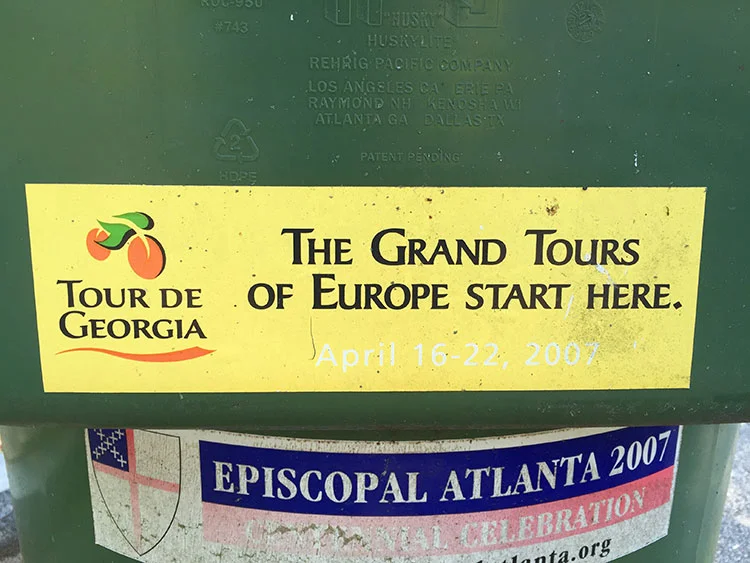 #743
HUSKY
HUSKYLITE
REHRIG PACIFIC COMPANY
LOS ANGELES CA ERIE PA
RAYMOND NH KENOSHA WI
ATLANTA GA DALLAS TX
PATENT PENDING
2
HDPE
TOUR DE
GEORGIA
THE GRAND TOURS
OF EUROPE START HERE.
April 16-22, 2007
EPISCOPAL ATLANTA 2007
CELEBRATION
.org